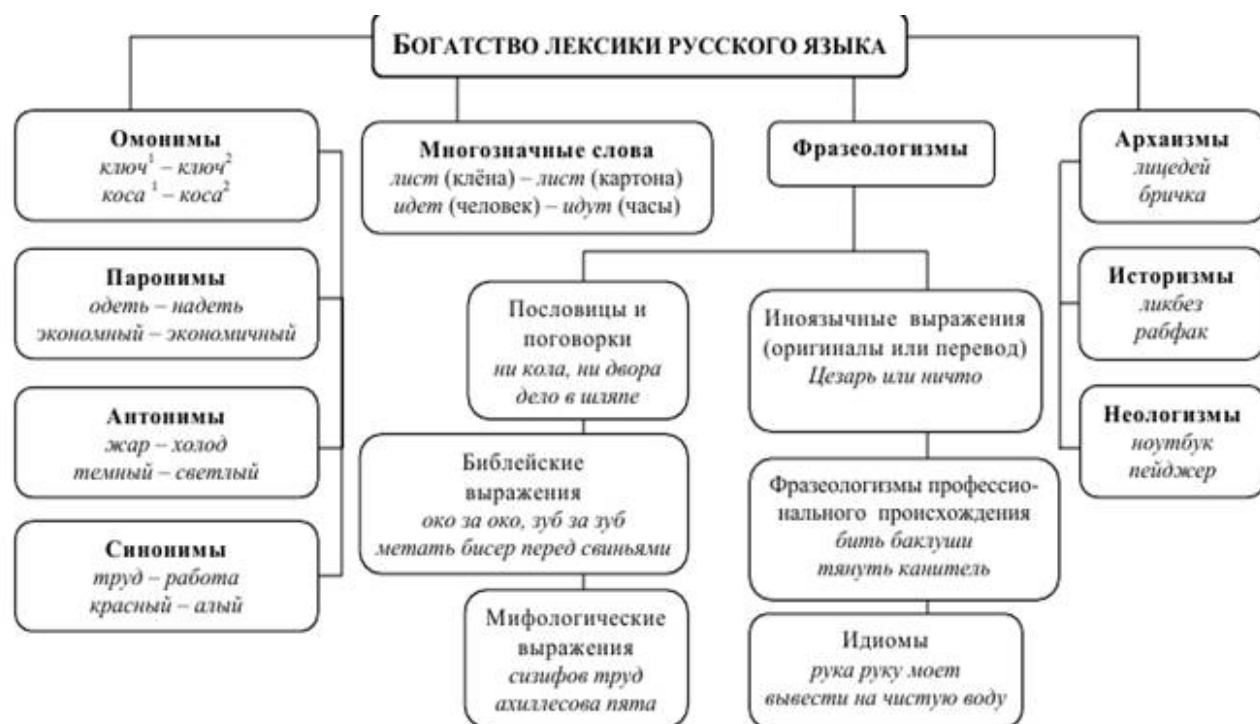 БОГАТСТВО ЛЕКСИКИ РУССКОГО ЯЗЫКА
Омонимы
ключ¹ – ключ²
коса ¹ – коса²
Паронимы
одеть – надеть
экономный – экономичный
Антонимы
жар – холод
темный – светлый
Синонимы
труд – работа
красный – алый
Многозначные слова
лист (клёна) – лист (картона)
идет (человек) – идут (часы)
Фразеологизмы
Пословицы и
поговорки
ни кола, ни двора
дело в шляпе
Библейские
выражения
око за око, зуб за зуб
метать бисер перед свиньями
Мифологические
выражения
сизифов труд
ахиллесова пята
Иноязычные выражения
(оригиналы или перевод)
Цезарь или ничто
Фразеологизмы профессио-
нального происхождения
бить баклуши
тянуть канитель
Идиомы
рука руку моет
вывести на чистую воду
Архаизмы
лицедей
бричка
Историзмы
ликбез
рабфак
Неологизмы
ноутбук
пейджер